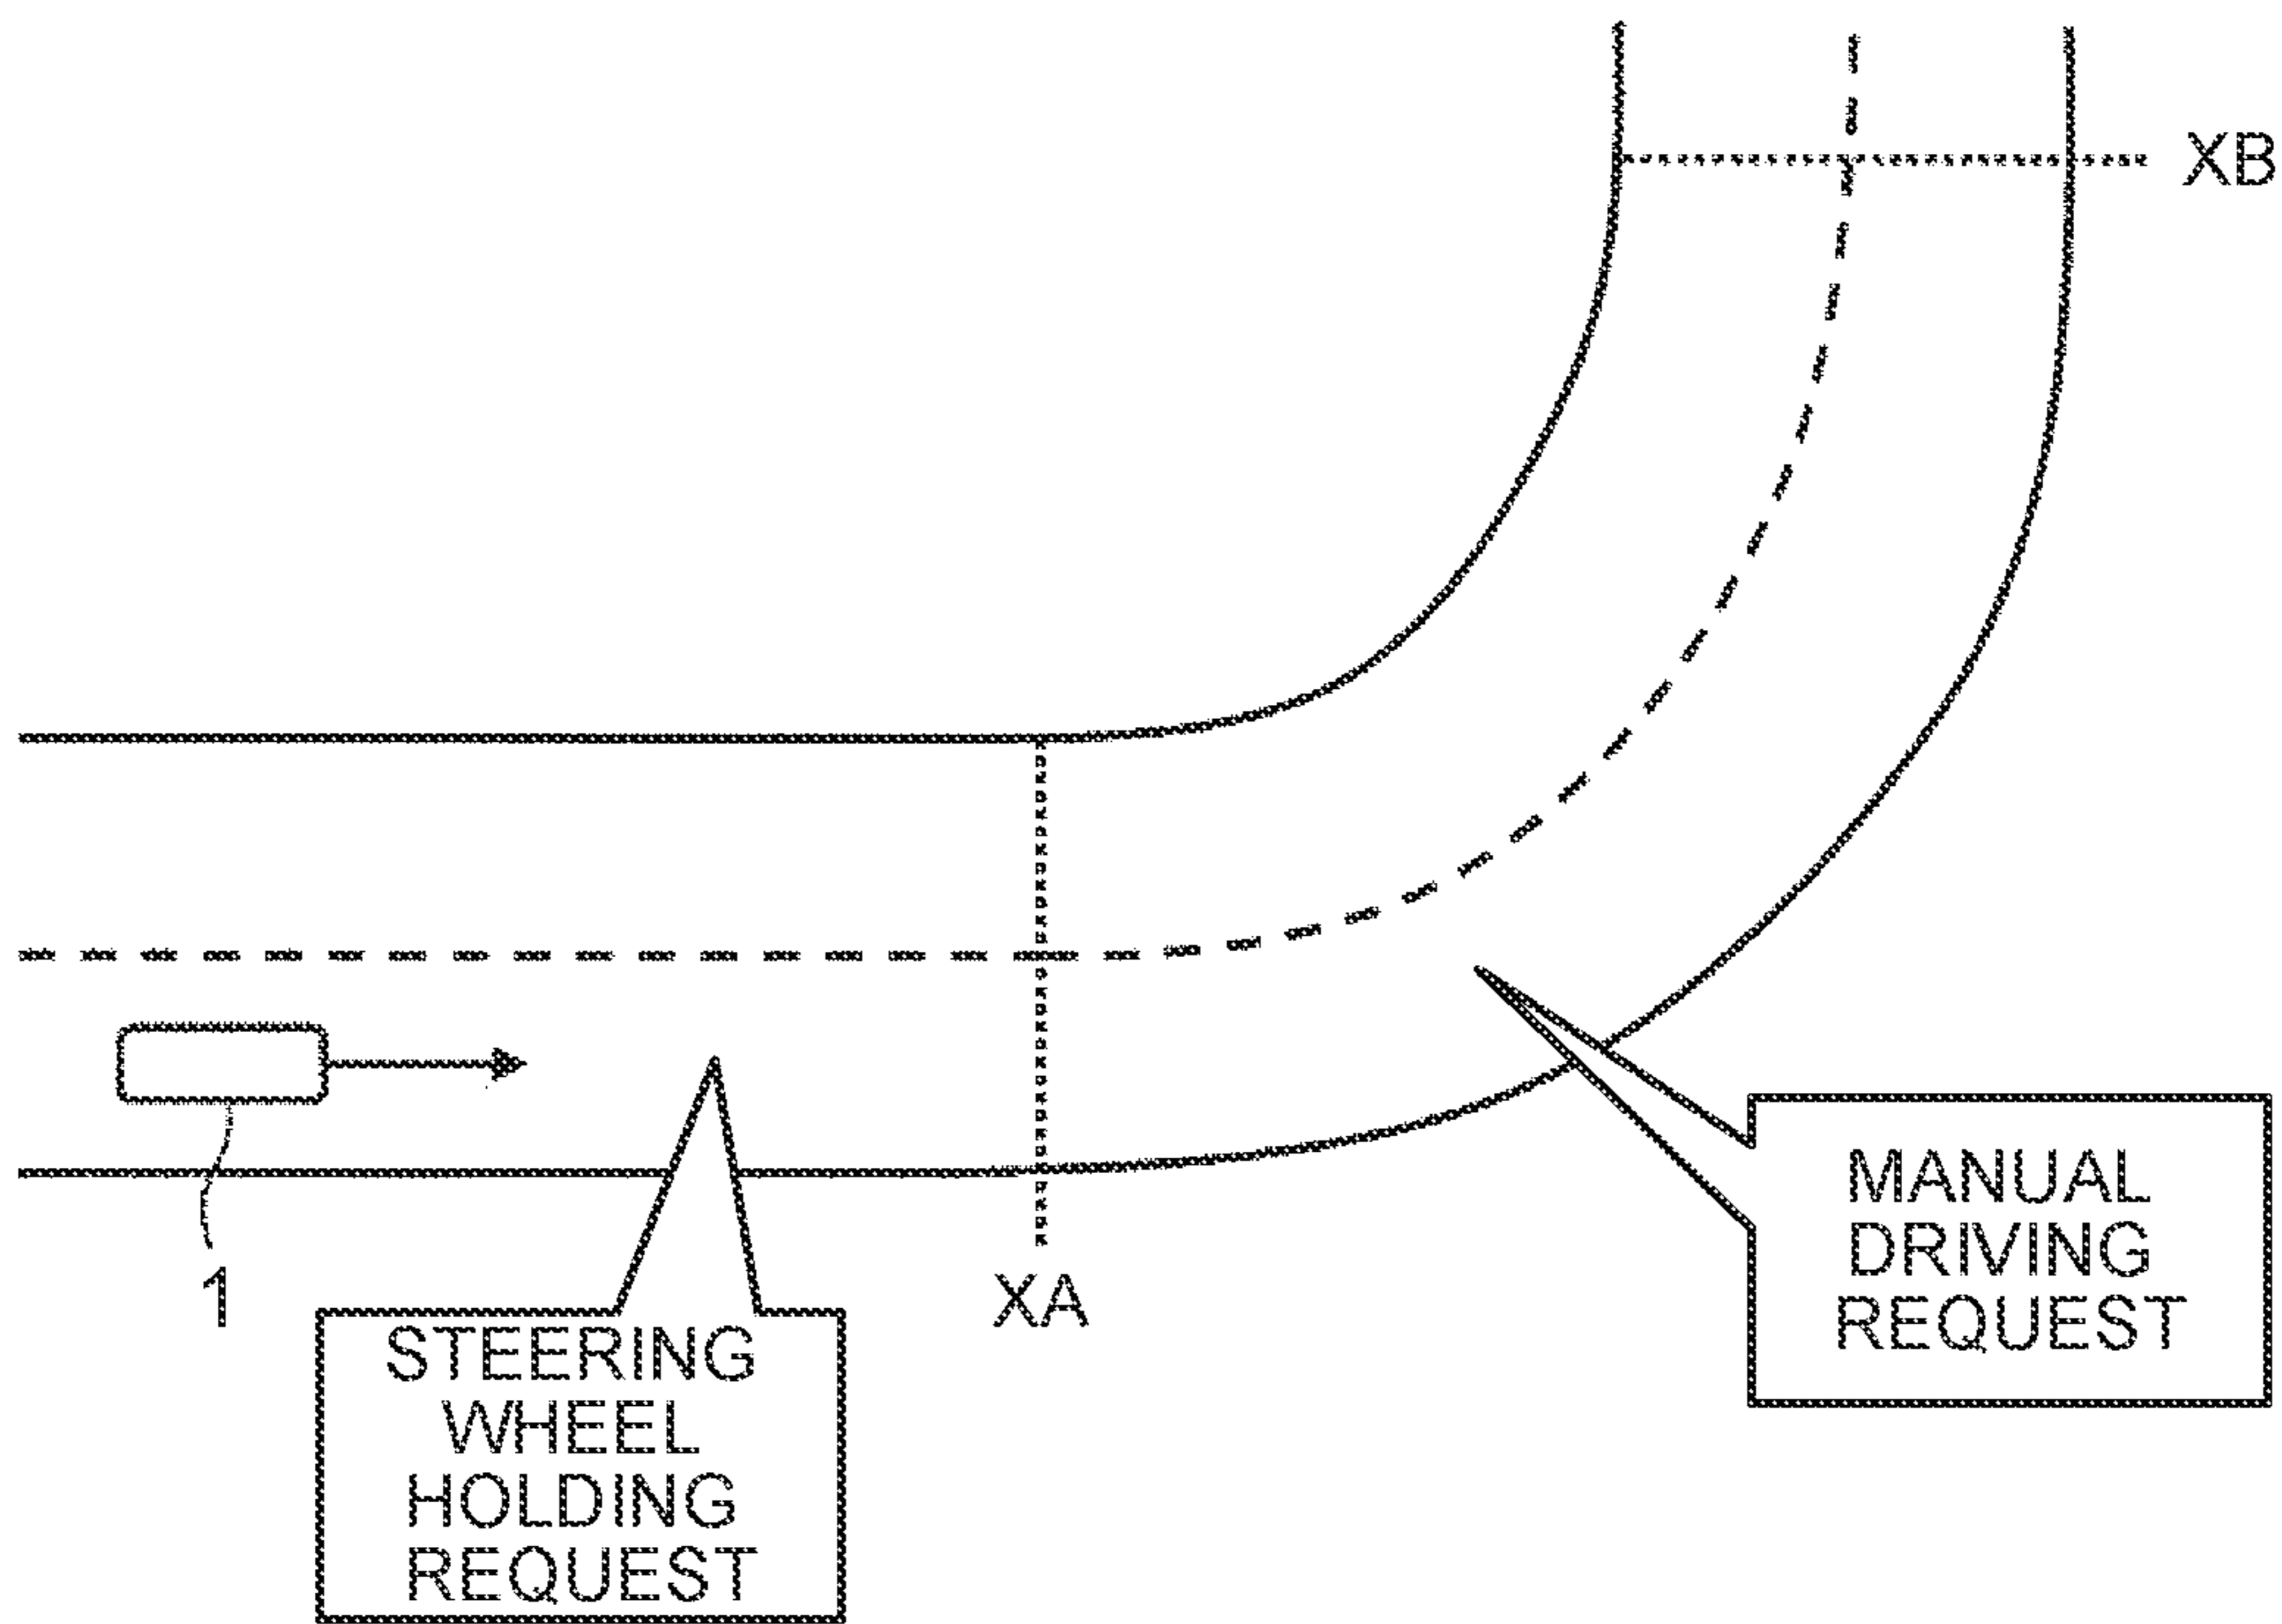 XB
1
XA
STEERING
WHEEL
HOLDING
REQUEST
MANUAL
DRIVING
REQUEST